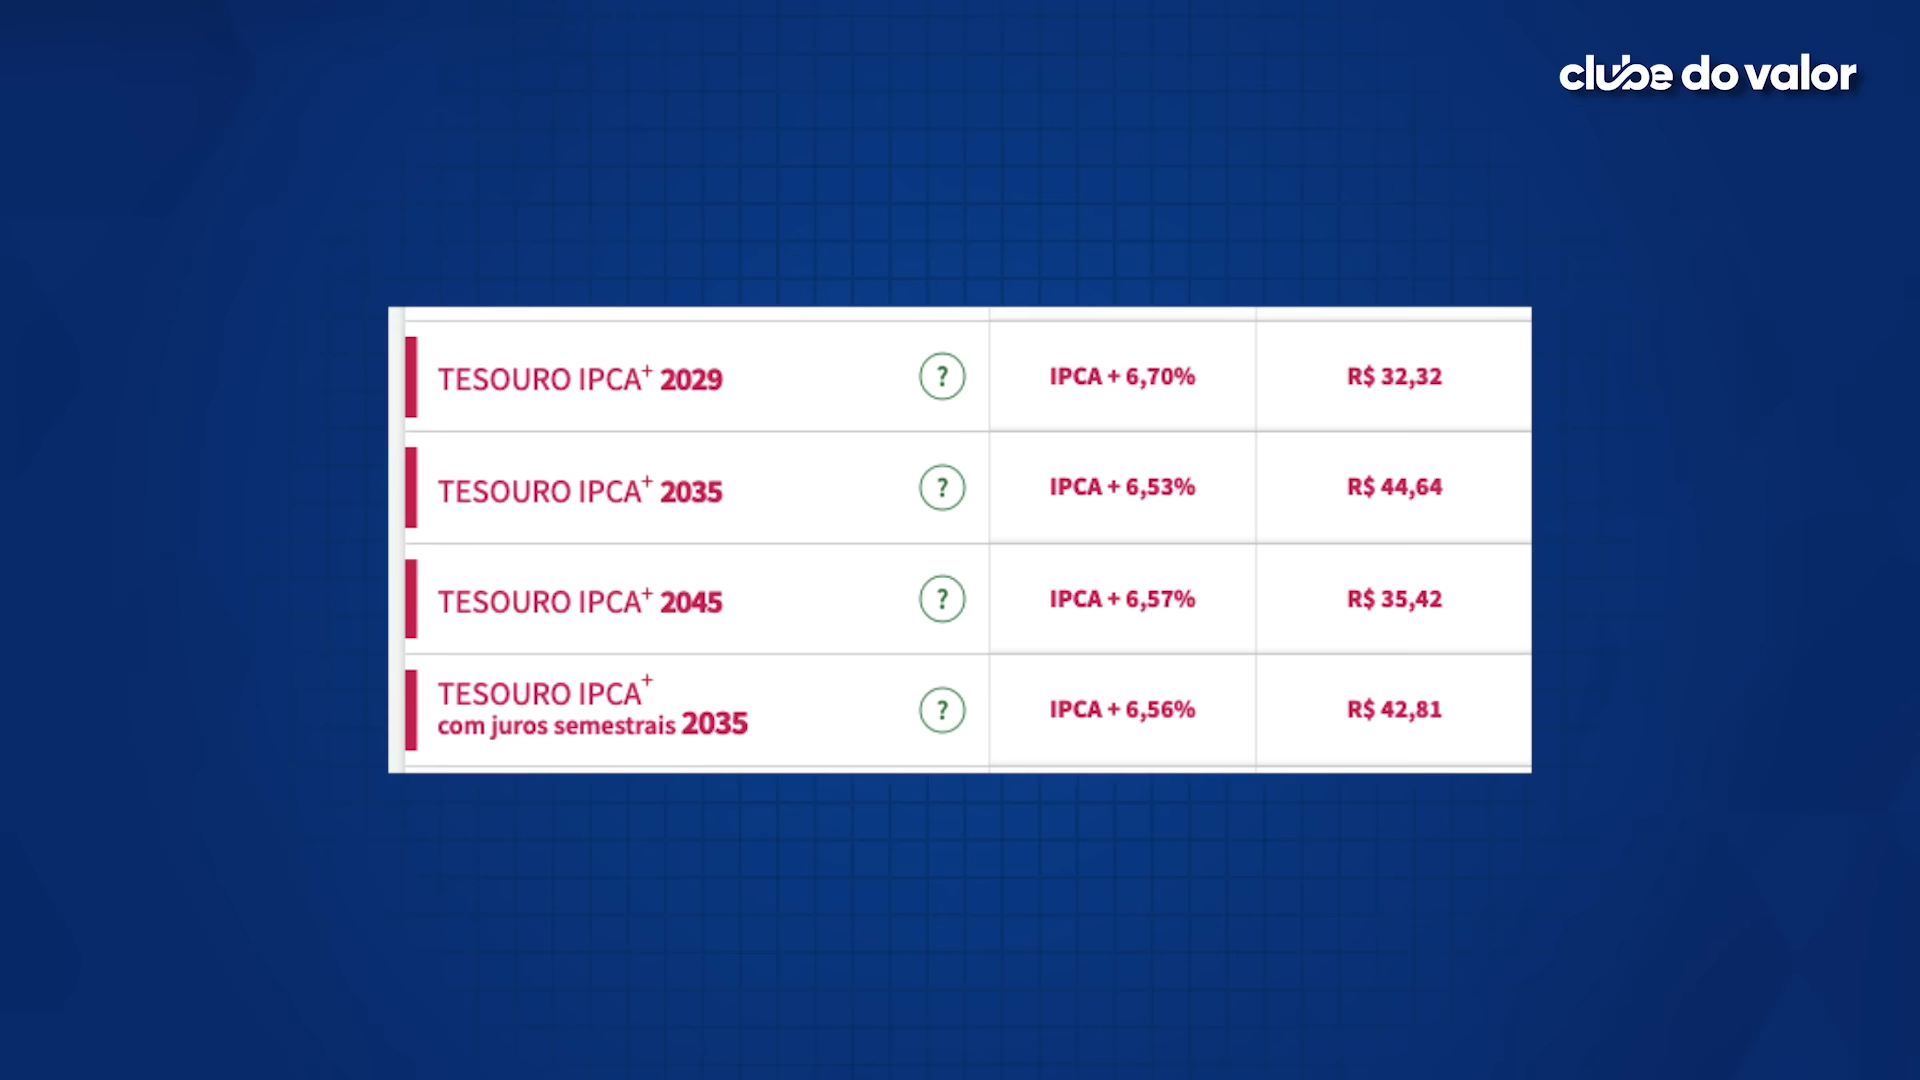 clube do valor
TESOURO IPCA+ 2029 ? IPCA + 6,70% R$ 32,32
TESOURO IPCA+ 2035 ? IPCA + 6,53% R$ 44,64
TESOURO IPCA+ 2045 ? IPCA + 6,57% R$ 35,42
TESOURO IPCA+
com juros semestrais 2035 ? IPCA + 6,56% R$ 42,81